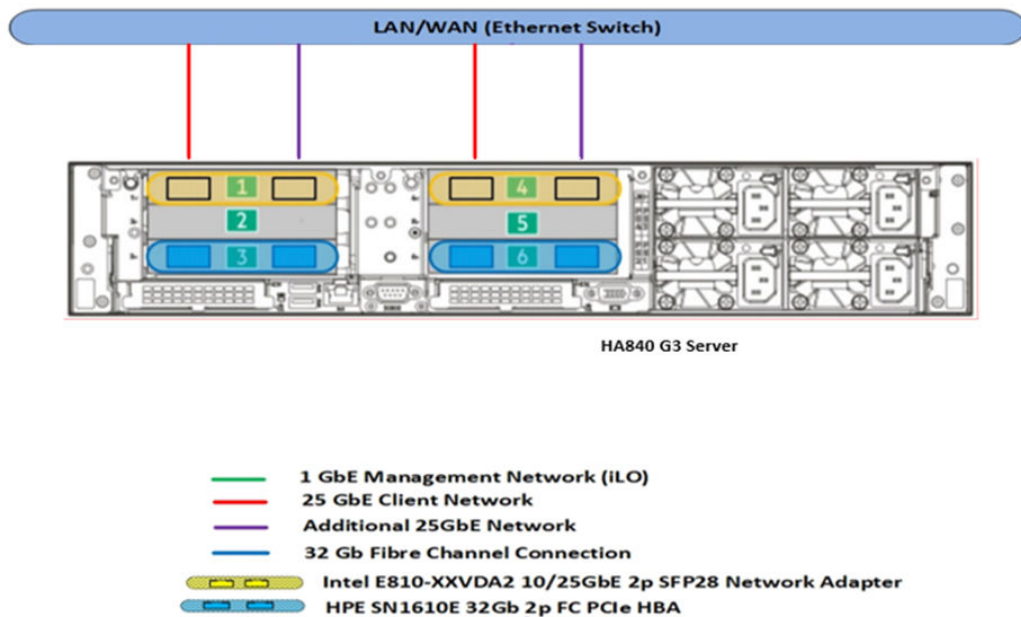 LAN/WAN (Ethernet Switch)
1
4
2
5
3
6
HA840 G3 Server
1 GbE Management Network (iLO)
25 GbE Client Network
Additional 25GbE Network
32 Gb Fibre Channel Connection
Intel E810-XXVDA2 10/25GbE 2p SFP28 Network Adapter
HPE SN1610E 32Gb 2p FC PCIe HBA